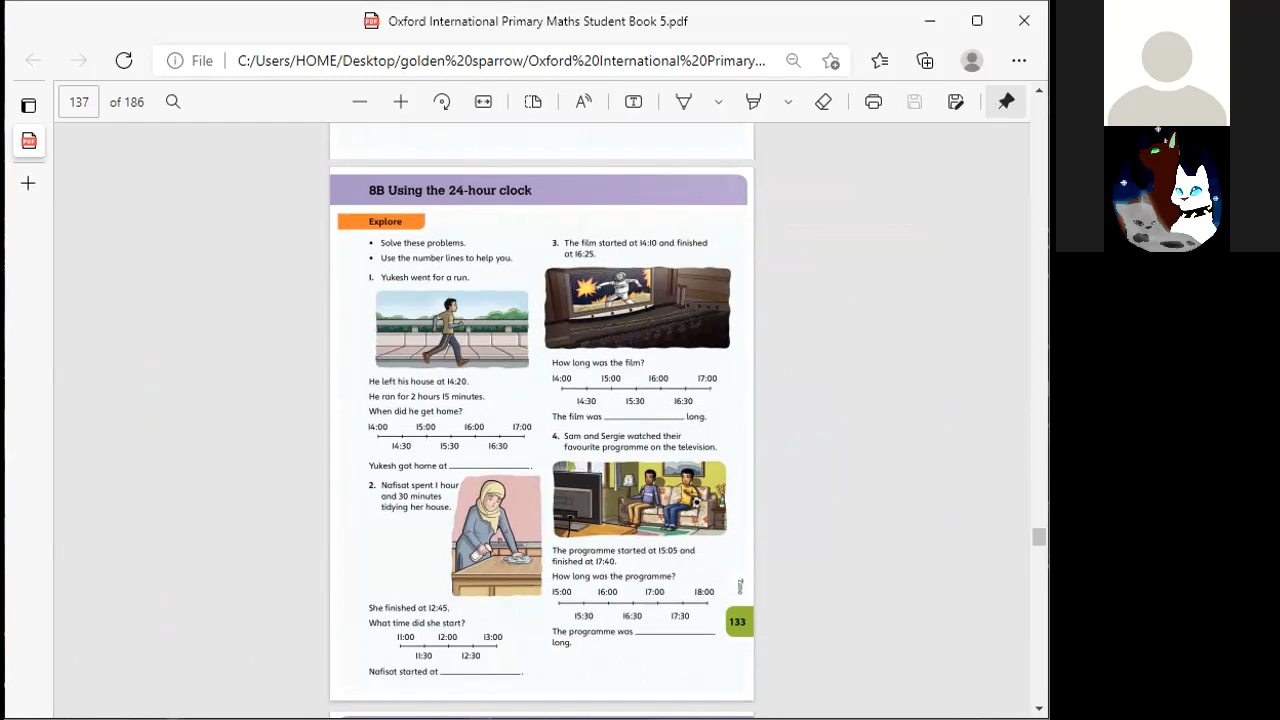 Oxford International Primary Maths Student Book 5.pdf
File
C:/Users/HOME/Desktop/golden%20sparrow/Oxford%20International%20Primary...
137 of 186
8B Using the 24-hour clock
Explore
• Solve these problems.
• Use the number lines to help you.
1. Yukesh went for a run.
He left his house at 14:20.
He ran for 2 hours 15 minutes.
When did he get home?
14:00 15:00 16:00 17:00
14:30 15:30 16:30
Yukesh got home at ________________.
2. Nafisat spent 1 hour
and 30 minutes
tidying her house.
She finished at 12:45.
What time did she start?
11:00 12:00 13:00
11:30 12:30
Nafisat started at ________________.
3. The film started at 14:10 and finished
at 16:25.
How long was the film?
14:00 15:00 16:00 17:00
14:30 15:30 16:30
The film was ________________ long.
4. Sam and Sergie watched their
favourite programme on the television.
The programme started at 15:05 and
finished at 17:40.
How long was the programme?
15:00 16:00 17:00 18:00
15:30 16:30 17:30
The programme was ________________
long.
Time
133